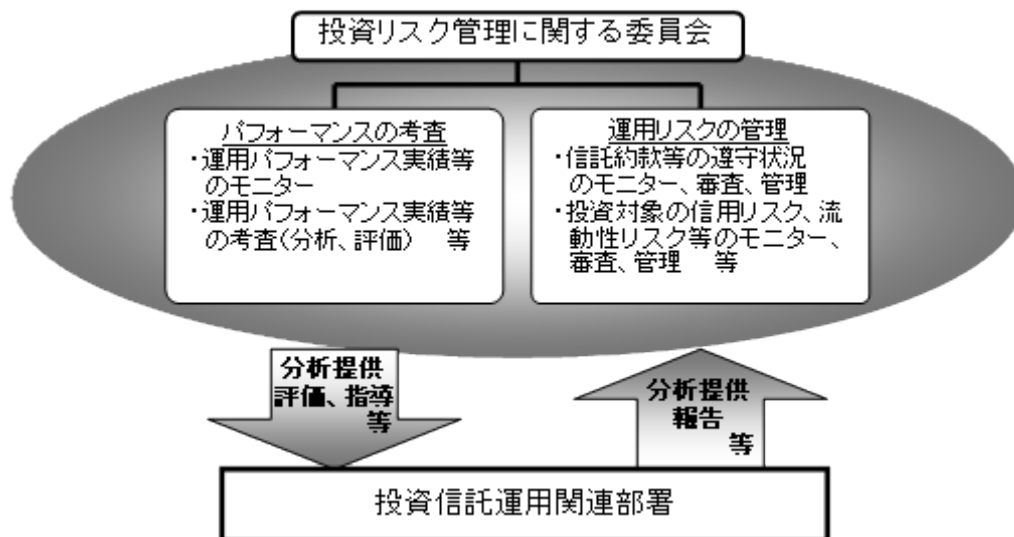 投資リスク管理に関する委員会
パフォーマンスの考査
・運用パフォーマンス実績等
のモニター
・運用パフォーマンス実績等
の考査(分析、評価)　等
運用リスクの管理
・信託約款等の遵守状況
のモニター、審査、管理
・投資対象の信用リスク、流
動性リスク等のモニター、
審査、管理　等
分析提供
評価、指導
等
分析提供
報告
等
投資信託運用関連部署